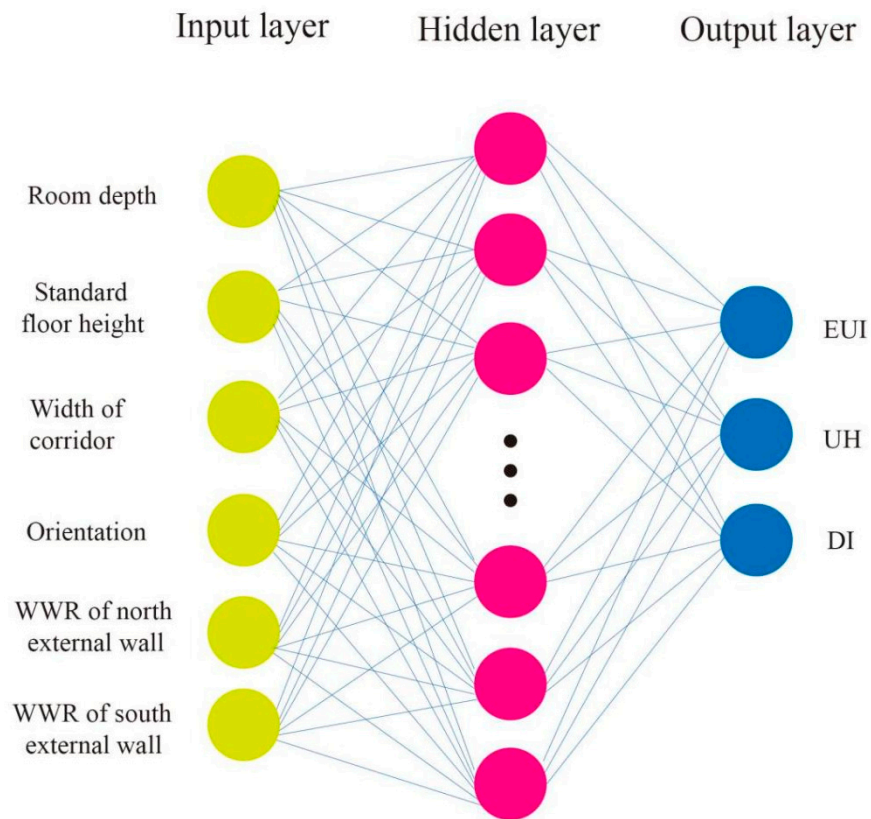 Input layer
Hidden layer
Output layer
Room depth
Standard
floor height
Width of
corridor
Orientation
WWR of north
external wall
WWR of south
external wall
EUI
UH
DI